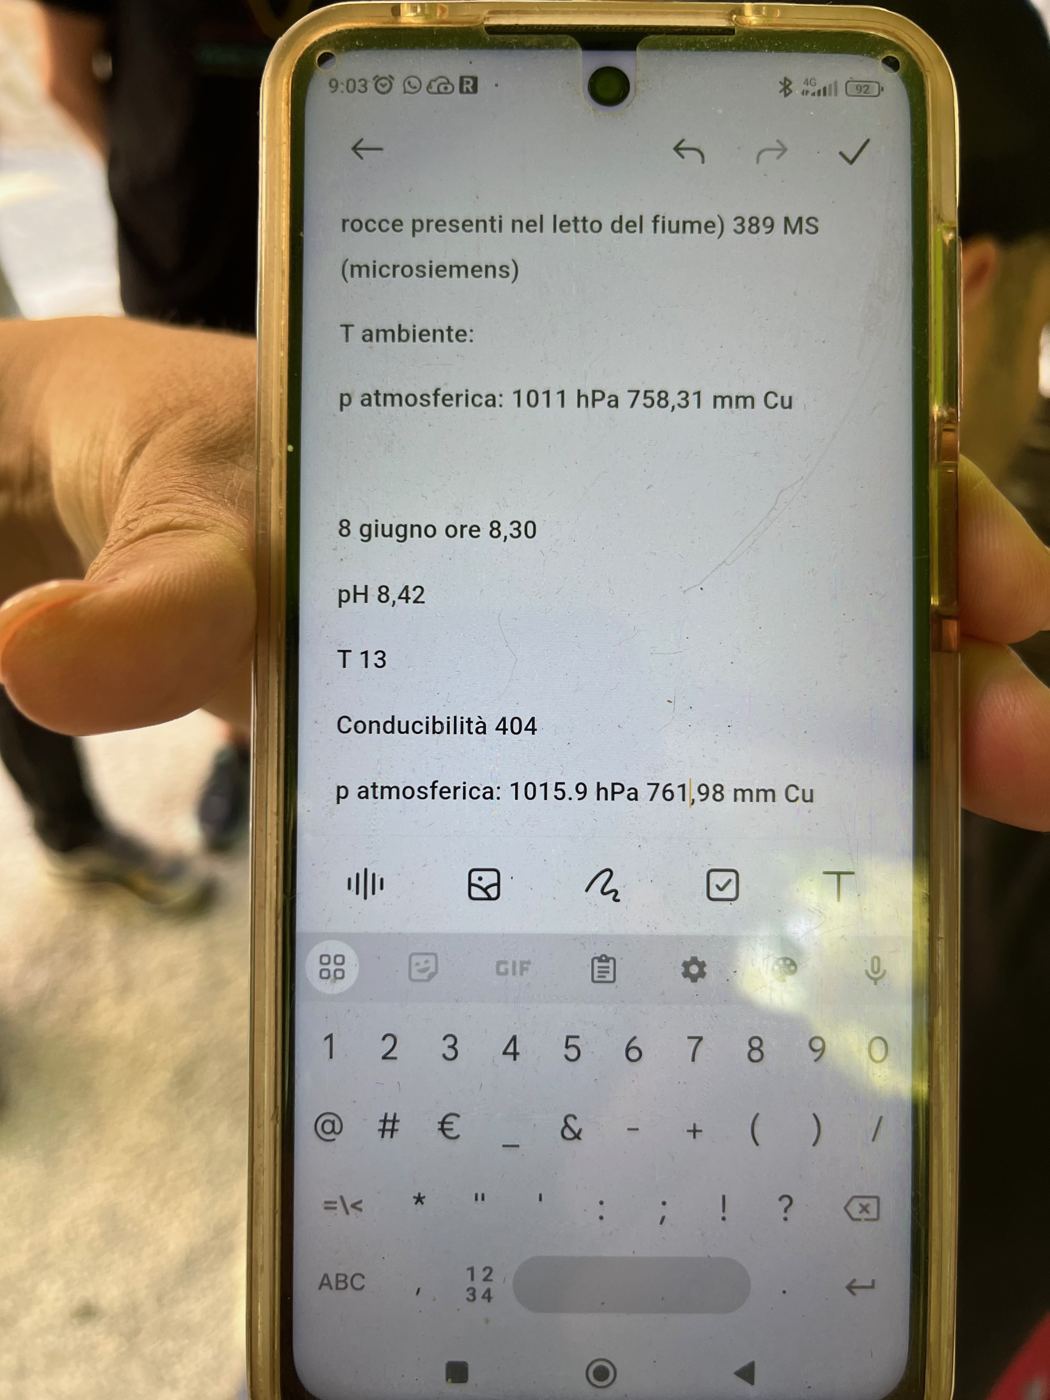 9:03 R 4G 92
rocce presenti nel letto del fiume) 389 MS
(microsiemens)
T ambiente:
p atmosferica: 1011 hPa 758,31 mm Cu
8 giugno ore 8,30
pH 8,42
T 13
Conducibilità 404
p atmosferica: 1015.9 hPa 761,98 mm Cu
T
GIF
1 2 3 4 5 6 7 8 9 0
@ # € _ & - + ( ) /
=\< * " ' : ; ! ?
ABC , 12 .
34